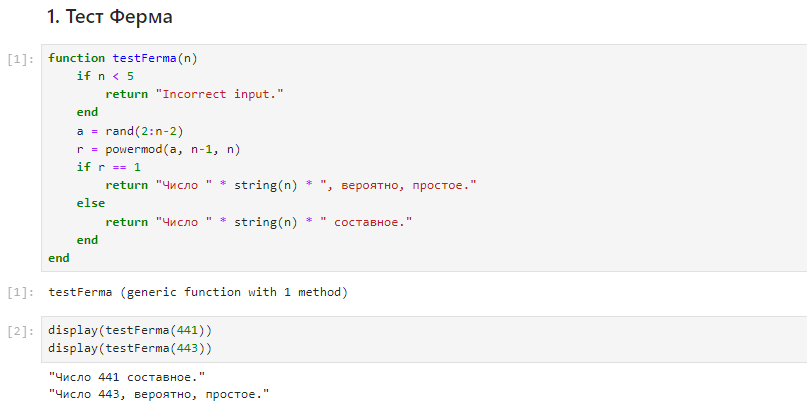 1. Тест Ферма
[1]: function testFerma(n)
    if n < 5
        return "Incorrect input."
    end
    a = rand(2:n-2)
    r = powermod(a, n-1, n)
    if r == 1
        return "Число " * string(n) * ", вероятно, простое."
    else
        return "Число " * string(n) * " составное."
    end
end
[1]: testFerma (generic function with 1 method)
[2]: display(testFerma(441))
display(testFerma(443))
"Число 441 составное."
"Число 443, вероятно, простое."